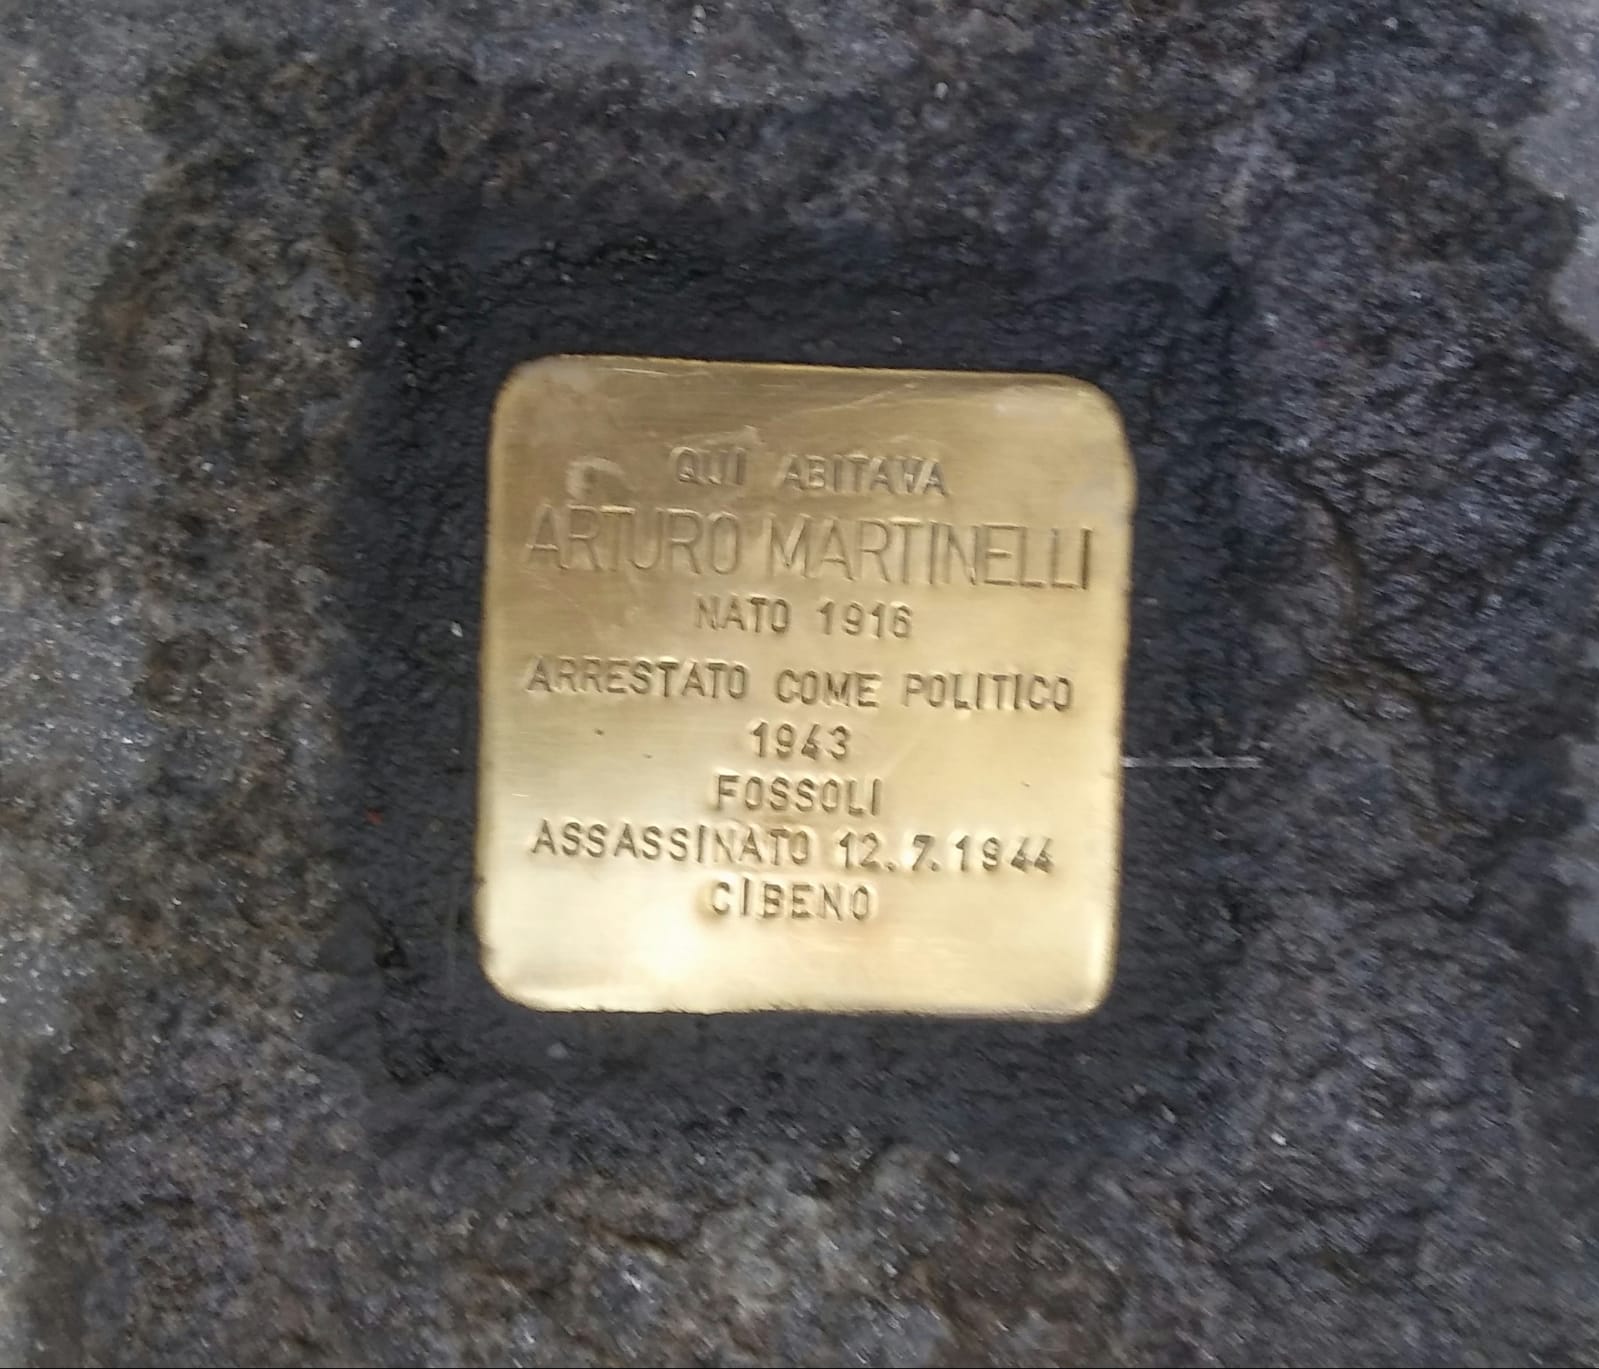 QUI ABITAVA
ARTURO MARTINELLI
NATO 1916
ARRESTATO COME POLITICO
1943
FOSSOLI
ASSASSINATO 12.7.1944
CIBENO